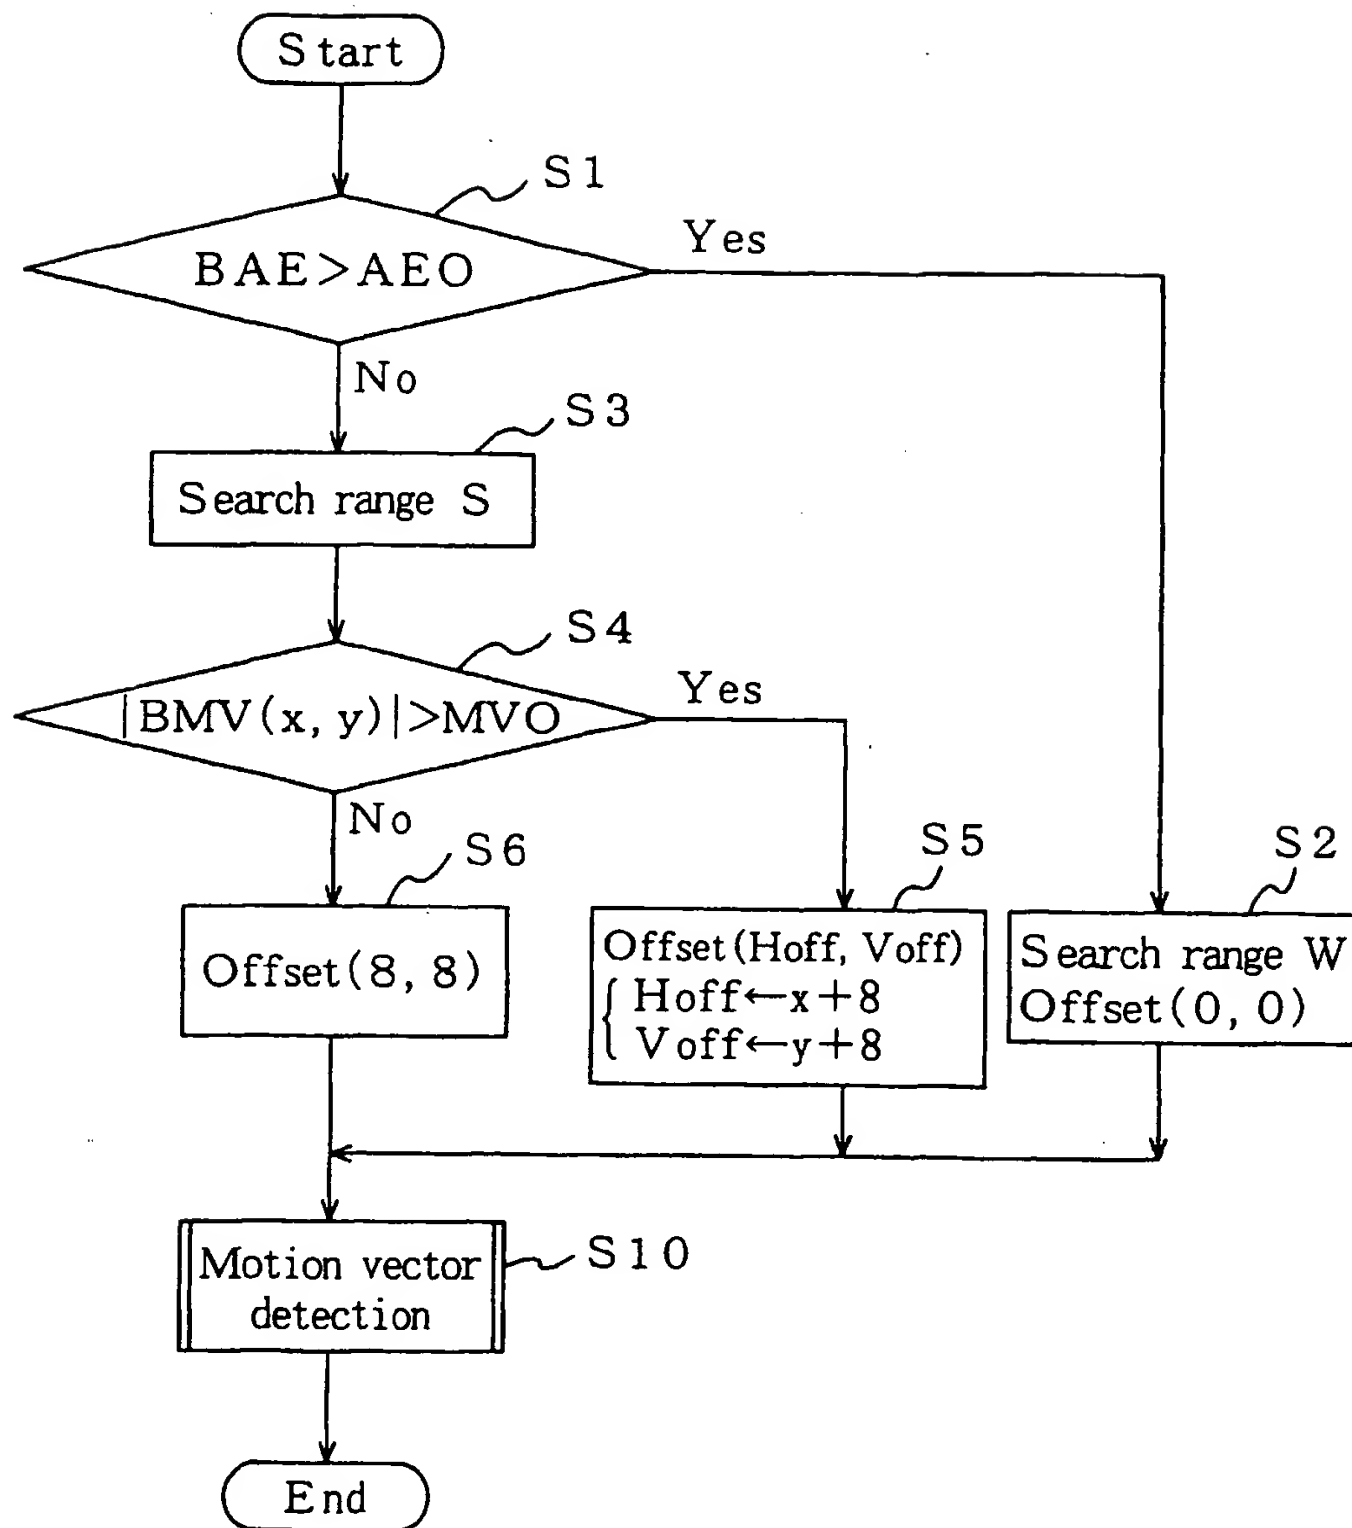 Start
S1
BAE>AEO
Yes
No
S3
Search range S
S4
|BMV(x, y)|>MVO
Yes
No
S6
Offset(8, 8)
S5
Offset(Hoff, Voff)
{ Hoff←x+8
Voff←y+8
S2
Search range W
Offset(0, 0)
Motion vector
detection
S10
End